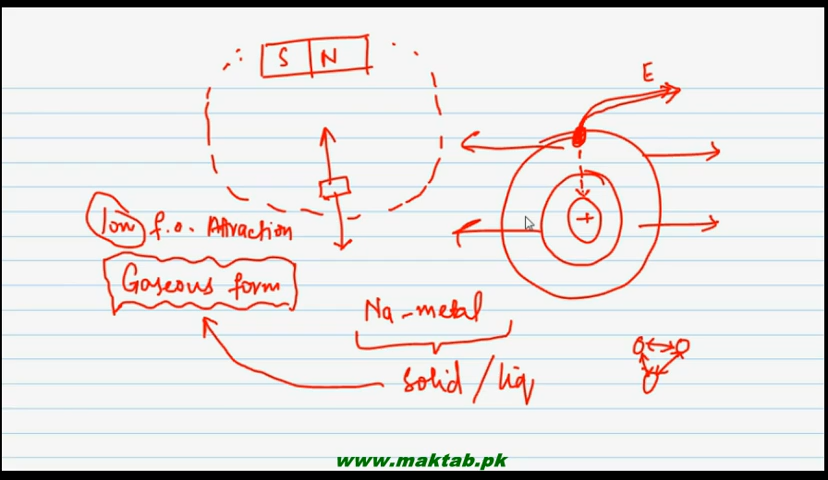 S N
E
+
low f.o. Attraction
Gaseous form
Na-metal
Solid/liq
www.maktab.pk